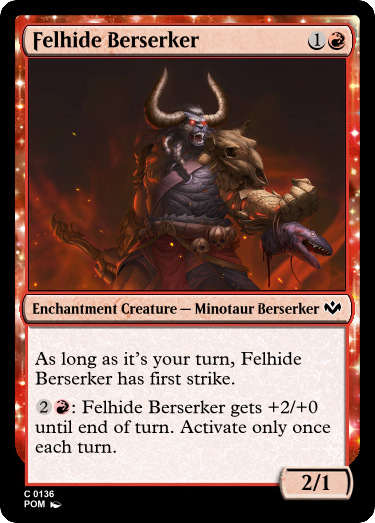 Felhide Berserker 1
Enchantment Creature — Minotaur Berserker
As long as it's your turn, Felhide
Berserker has first strike.
2 : Felhide Berserker gets +2/+0
until end of turn. Activate only once
each turn.
2/1
C 0136
POM